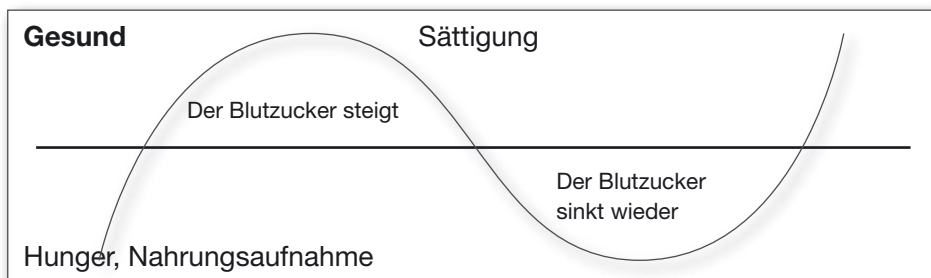 Gesund
Sättigung
Der Blutzucker steigt
Der Blutzucker
sinkt wieder
Hunger, Nahrungsaufnahme